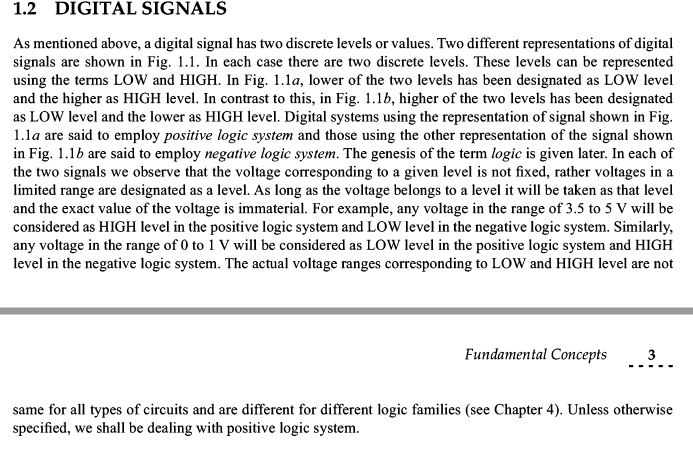 1.2 DIGITAL SIGNALS
As mentioned above, a digital signal has two discrete levels or values. Two different representations of digital
signals are shown in Fig. 1.1. In each case there are two discrete levels. These levels can be represented
using the terms LOW and HIGH. In Fig. 1.1a, lower of the two levels has been designated as LOW level
and the higher as HIGH level. In contrast to this, in Fig. 1.1b, higher of the two levels has been designated
as LOW level and the lower as HIGH level. Digital systems using the representation of signal shown in Fig.
1.1a are said to employ positive logic system and those using the other representation of the signal shown
in Fig. 1.1b are said to employ negative logic system. The genesis of the term logic is given later. In each of
the two signals we observe that the voltage corresponding to a given level is not fixed, rather voltages in a
limited range are designated as a level. As long as the voltage belongs to a level it will be taken as that level
and the exact value of the voltage is immaterial. For example, any voltage in the range of 3.5 to 5 V will be
considered as HIGH level in the positive logic system and LOW level in the negative logic system. Similarly,
any voltage in the range of 0 to 1 V will be considered as LOW level in the positive logic system and HIGH
level in the negative logic system. The actual voltage ranges corresponding to LOW and HIGH level are not
Fundamental Concepts 3
same for all types of circuits and are different for different logic families (see Chapter 4). Unless otherwise
specified, we shall be dealing with positive logic system.